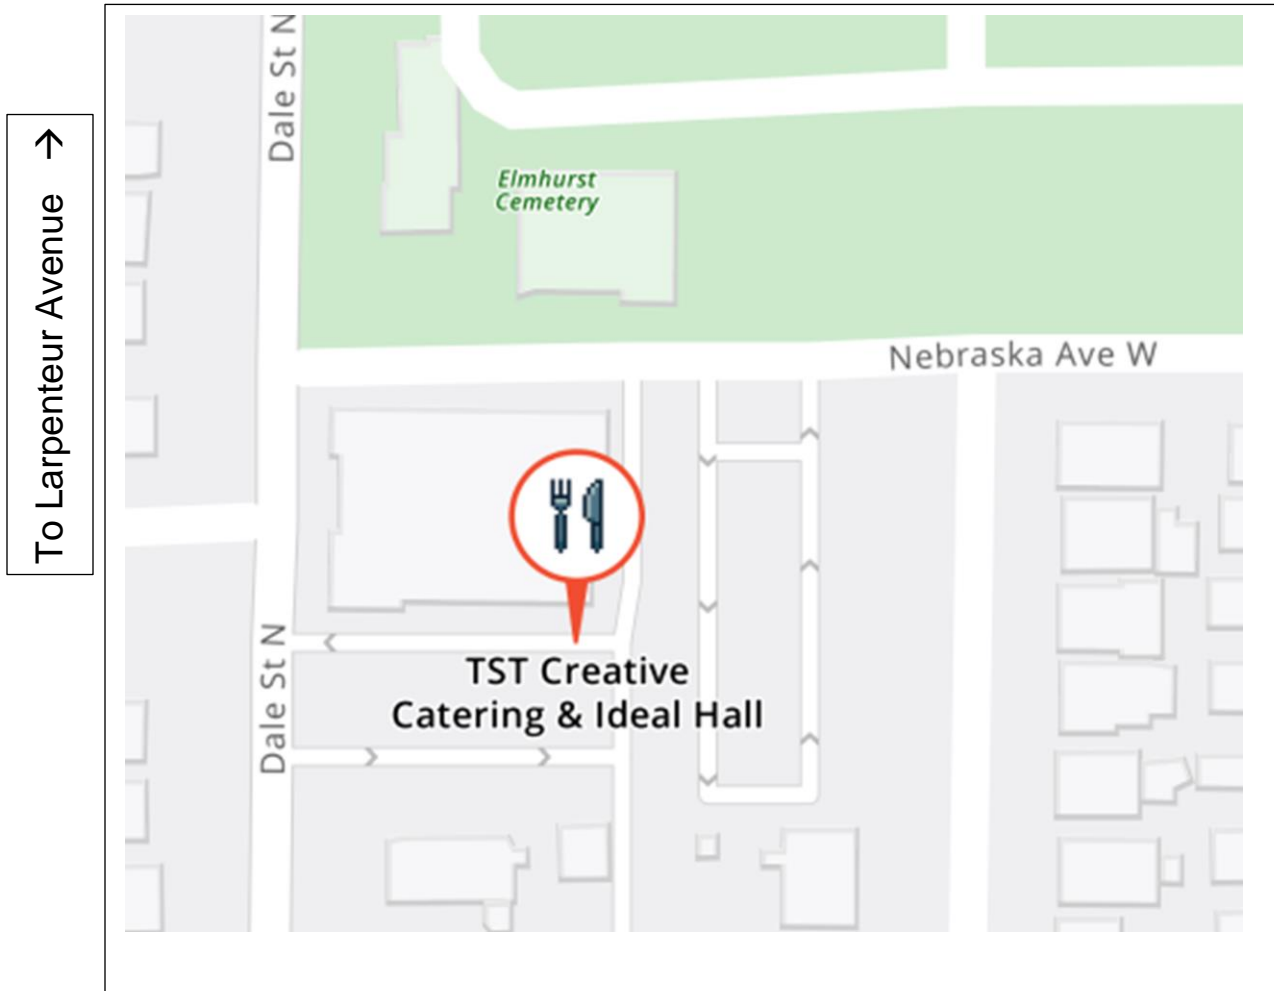 To Larpenteur Avenue →
Dale St N
Elmhurst
Cemetery
Nebraska Ave W
Dale St N
TST Creative
Catering & Ideal Hall